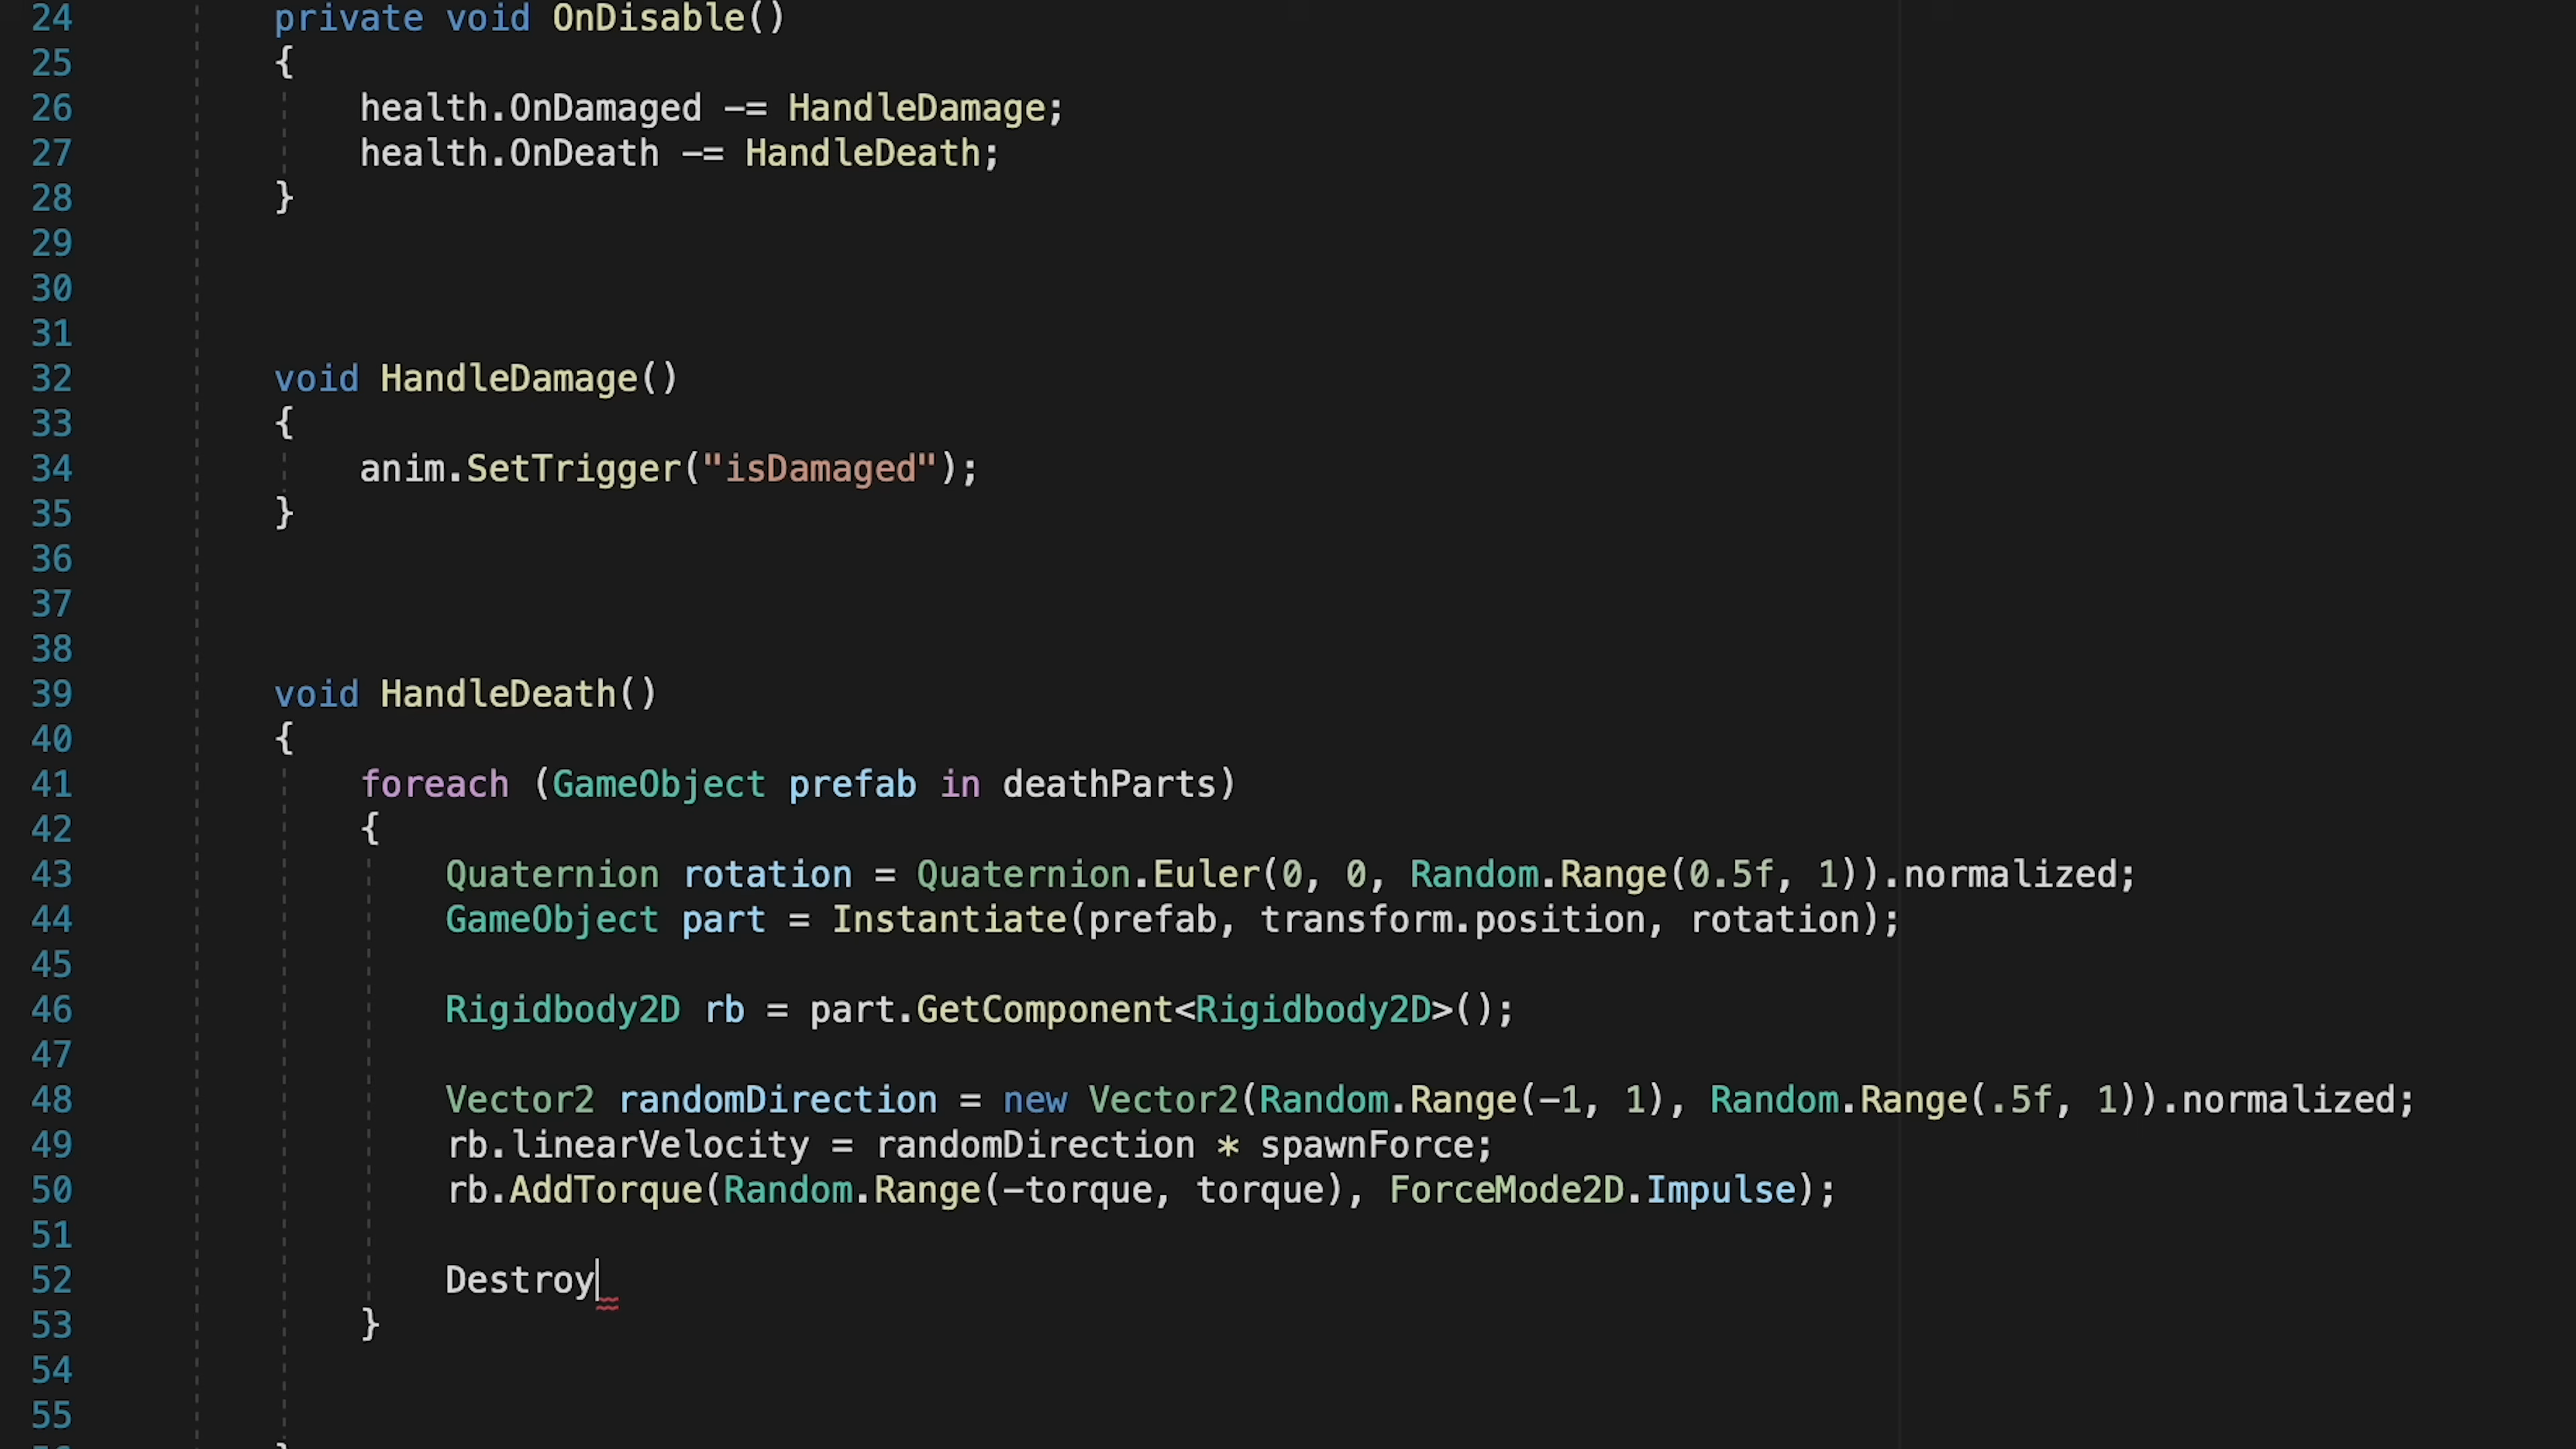 24 private void OnDisable()
25 {
26 health.OnDamaged -= HandleDamage;
27 health.OnDeath -= HandleDeath;
28 }
29
30
31
32 void HandleDamage()
33 {
34 anim.SetTrigger("isDamaged");
35 }
36
37
38
39 void HandleDeath()
40 {
41 foreach (GameObject prefab in deathParts)
42 {
43 Quaternion rotation = Quaternion.Euler(0, 0, Random.Range(0.5f, 1)).normalized;
44 GameObject part = Instantiate(prefab, transform.position, rotation);
45
46 Rigidbody2D rb = part.GetComponent<Rigidbody2D>();
47
48 Vector2 randomDirection = new Vector2(Random.Range(-1, 1), Random.Range(.5f, 1)).normalized;
49 rb.linearVelocity = randomDirection * spawnForce;
50 rb.AddTorque(Random.Range(-torque, torque), ForceMode2D.Impulse);
51
52 Destroy
53 }
54
55